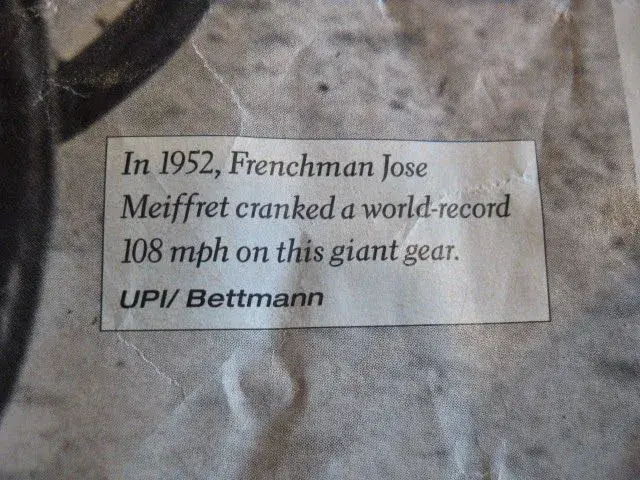 In 1952, Frenchman Jose
Meiffret cranked a world-record
108 mph on this giant gear.
UPI/ Bettmann